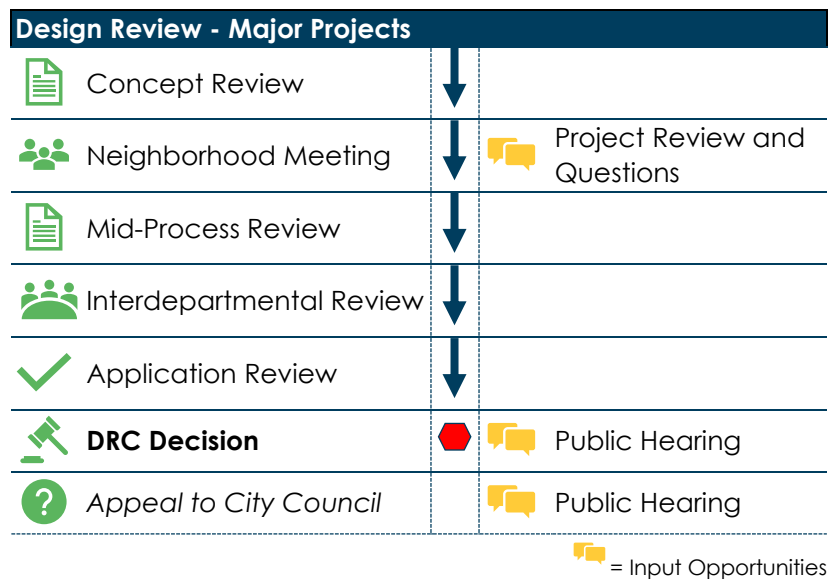 Design Review - Major Projects
Concept Review
Neighborhood Meeting
Project Review and
Questions
Mid-Process Review
Interdepartmental Review
Application Review
DRC Decision
Public Hearing
?
Appeal to City Council
Public Hearing
= Input Opportunities